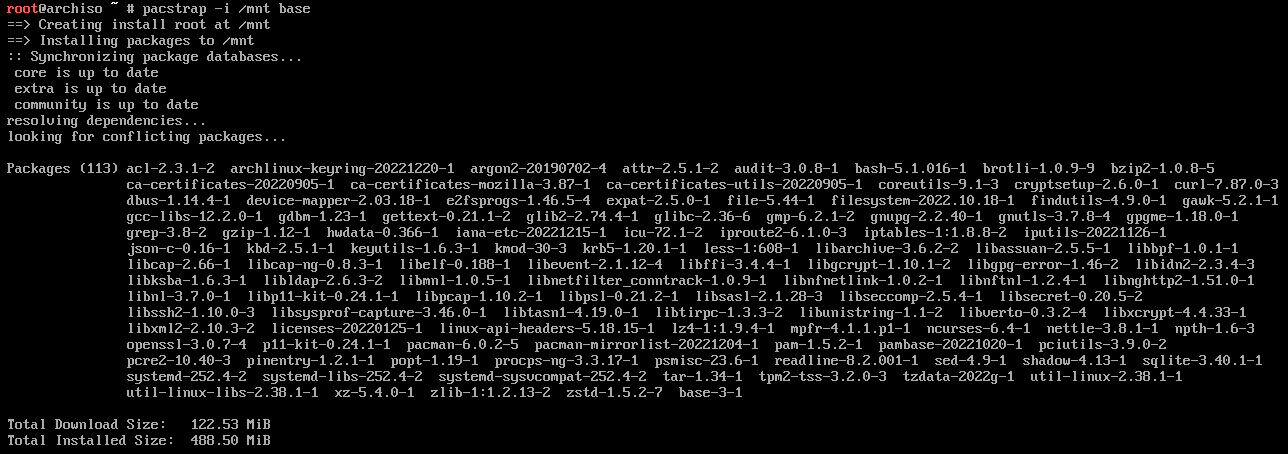 root@archiso ~ # pacstrap -i /mnt base
==> Creating install root at /mnt
==> Installing packages to /mnt
:: Synchronizing package databases...
 core is up to date
 extra is up to date
 community is up to date
resolving dependencies...
looking for conflicting packages...

Packages (113) acl-2.3.1-2  archlinux-keyring-20221220-1  argon2-20190702-4  attr-2.5.1-2  audit-3.0.8-1  bash-5.1.016-1  brotli-1.0.9-9  bzip2-1.0.8-5
               ca-certificates-20220905-1  ca-certificates-mozilla-3.87-1  ca-certificates-utils-20220905-1  coreutils-9.1-3  cryptsetup-2.6.0-1  curl-7.87.0-3
               dbus-1.14.4-1  device-mapper-2.03.18-1  e2fsprogs-1.46.5-4  expat-2.5.0-1  file-5.44-1  filesystem-2022.10.18-1  findutils-4.9.0-1  gawk-5.2.1-1
               gcc-libs-12.2.0-1  gdbm-1.23-1  gettext-0.21.1-2  glib2-2.74.4-1  glibc-2.36-6  gmp-6.2.1-2  gnupg-2.2.40-1  gnutls-3.7.8-4  gpgme-1.18.0-1
               grep-3.8-2  gzip-1.12-1  hwdata-0.366-1  iana-etc-20221215-1  icu-72.1-2  iproute2-6.1.0-3  iptables-1:1.8.8-2  iputils-20221126-1
               json-c-0.16-1  kbd-2.5.1-1  keyutils-1.6.3-1  kmod-30-3  krb5-1.20.1-1  less-1:608-1  libarchive-3.6.2-2  libassuan-2.5.5-1  libbpf-1.0.1-1
               libcap-2.66-1  libcap-ng-0.8.3-1  libelf-0.188-1  libevent-2.1.12-4  libffi-3.4.4-1  libgcrypt-1.10.1-2  libgpg-error-1.46-2  libidn2-2.3.4-3
               libksba-1.6.3-1  libldap-2.6.3-2  libmnl-1.0.5-1  libnetfilter_conntrack-1.0.9-1  libnfnetlink-1.0.2-1  libnftnl-1.2.4-1  libnghttp2-1.51.0-1
               libnl-3.7.0-1  libp11-kit-0.24.1-1  libpcap-1.10.2-1  libpsl-0.21.2-1  libsasl-2.1.28-3  libseccomp-2.5.4-1  libsecret-0.20.5-2
               libssh2-1.10.0-3  libsysprof-capture-3.46.0-1  libtasn1-4.19.0-1  libtirpc-1.3.3-2  libunistring-1.1-2  libverto-0.3.2-4  libxcrypt-4.4.33-1
               libxml2-2.10.3-2  licenses-20220125-1  linux-api-headers-5.18.15-1  lz4-1:1.9.4-1  mpfr-4.1.1.p1-1  ncurses-6.4-1  nettle-3.8.1-1  npth-1.6-3
               openssl-3.0.7-4  p11-kit-0.24.1-1  pacman-6.0.2-5  pacman-mirrorlist-20221204-1  pam-1.5.2-1  pambase-20221020-1  pciutils-3.9.0-2
               pcre2-10.40-3  pinentry-1.2.1-1  popt-1.19-1  procps-ng-3.3.17-1  psmisc-23.6-1  readline-8.2.001-1  sed-4.9-1  shadow-4.13-1  sqlite-3.40.1-1
               systemd-252.4-2  systemd-libs-252.4-2  systemd-sysvcompat-252.4-2  tar-1.34-1  tpm2-tss-3.2.0-3  tzdata-2022g-1  util-linux-2.38.1-1
               util-linux-libs-2.38.1-1  xz-5.4.0-1  zlib-1:1.2.13-2  zstd-1.5.2-7  base-3-1

Total Download Size:   122.53 MiB
Total Installed Size:  488.50 MiB